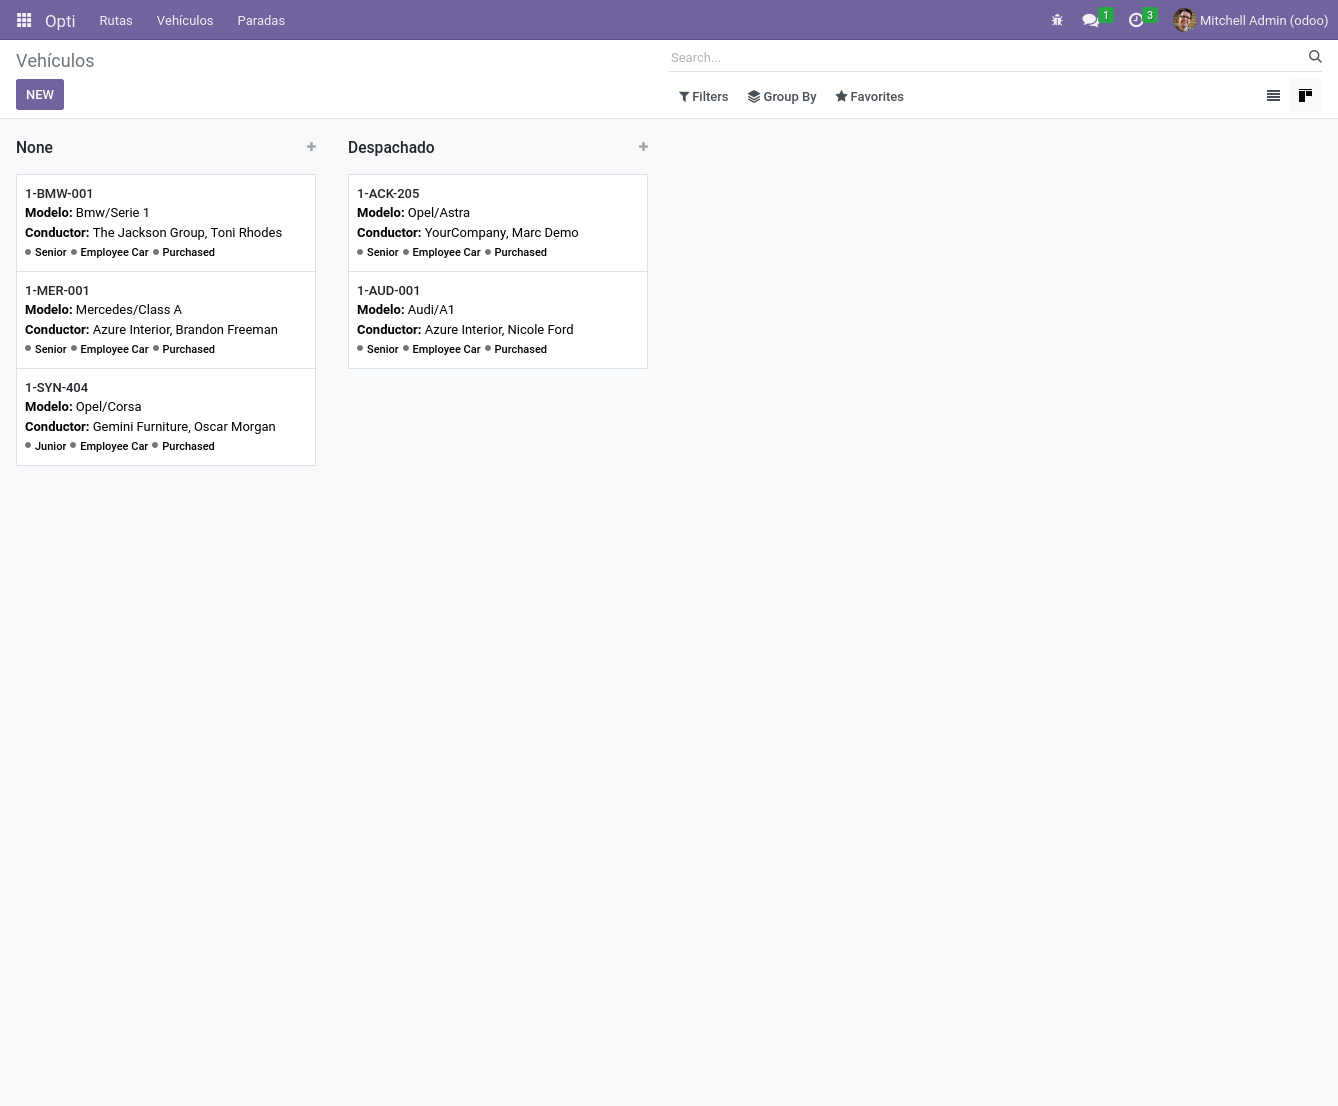 Opti Rutas Vehículos Paradas 1 3 Mitchell Admin (odoo)
Vehículos
Search...
NEW
Filters Group By Favorites
None
1-BMW-001
Modelo: Bmw/Serie 1
Conductor: The Jackson Group, Toni Rhodes
Senior Employee Car Purchased
1-MER-001
Modelo: Mercedes/Class A
Conductor: Azure Interior, Brandon Freeman
Senior Employee Car Purchased
1-SYN-404
Modelo: Opel/Corsa
Conductor: Gemini Furniture, Oscar Morgan
Junior Employee Car Purchased
Despachado
1-ACK-205
Modelo: Opel/Astra
Conductor: YourCompany, Marc Demo
Senior Employee Car Purchased
1-AUD-001
Modelo: Audi/A1
Conductor: Azure Interior, Nicole Ford
Senior Employee Car Purchased